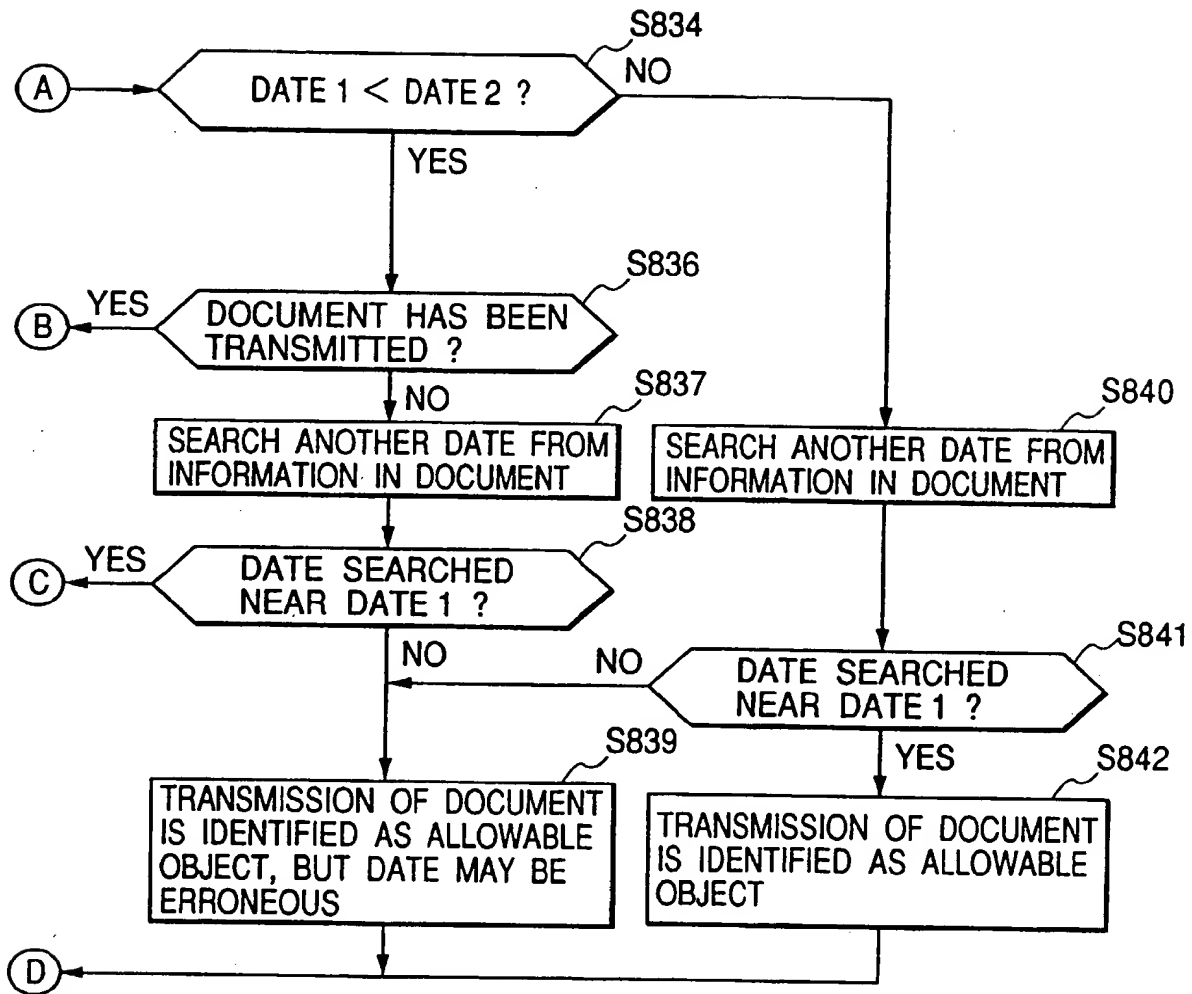 S834
A
DATE 1 < DATE 2 ?
NO
YES
S836
B
YES
DOCUMENT HAS BEEN
TRANSMITTED ?
NO
S837
SEARCH ANOTHER DATE FROM
INFORMATION IN DOCUMENT
S840
SEARCH ANOTHER DATE FROM
INFORMATION IN DOCUMENT
S838
C
YES
DATE SEARCHED
NEAR DATE 1 ?
NO
S841
NO
DATE SEARCHED
NEAR DATE 1 ?
YES
S839
TRANSMISSION OF DOCUMENT
IS IDENTIFIED AS ALLOWABLE
OBJECT, BUT DATE MAY BE
ERRONEOUS
S842
TRANSMISSION OF DOCUMENT
IS IDENTIFIED AS ALLOWABLE
OBJECT
D